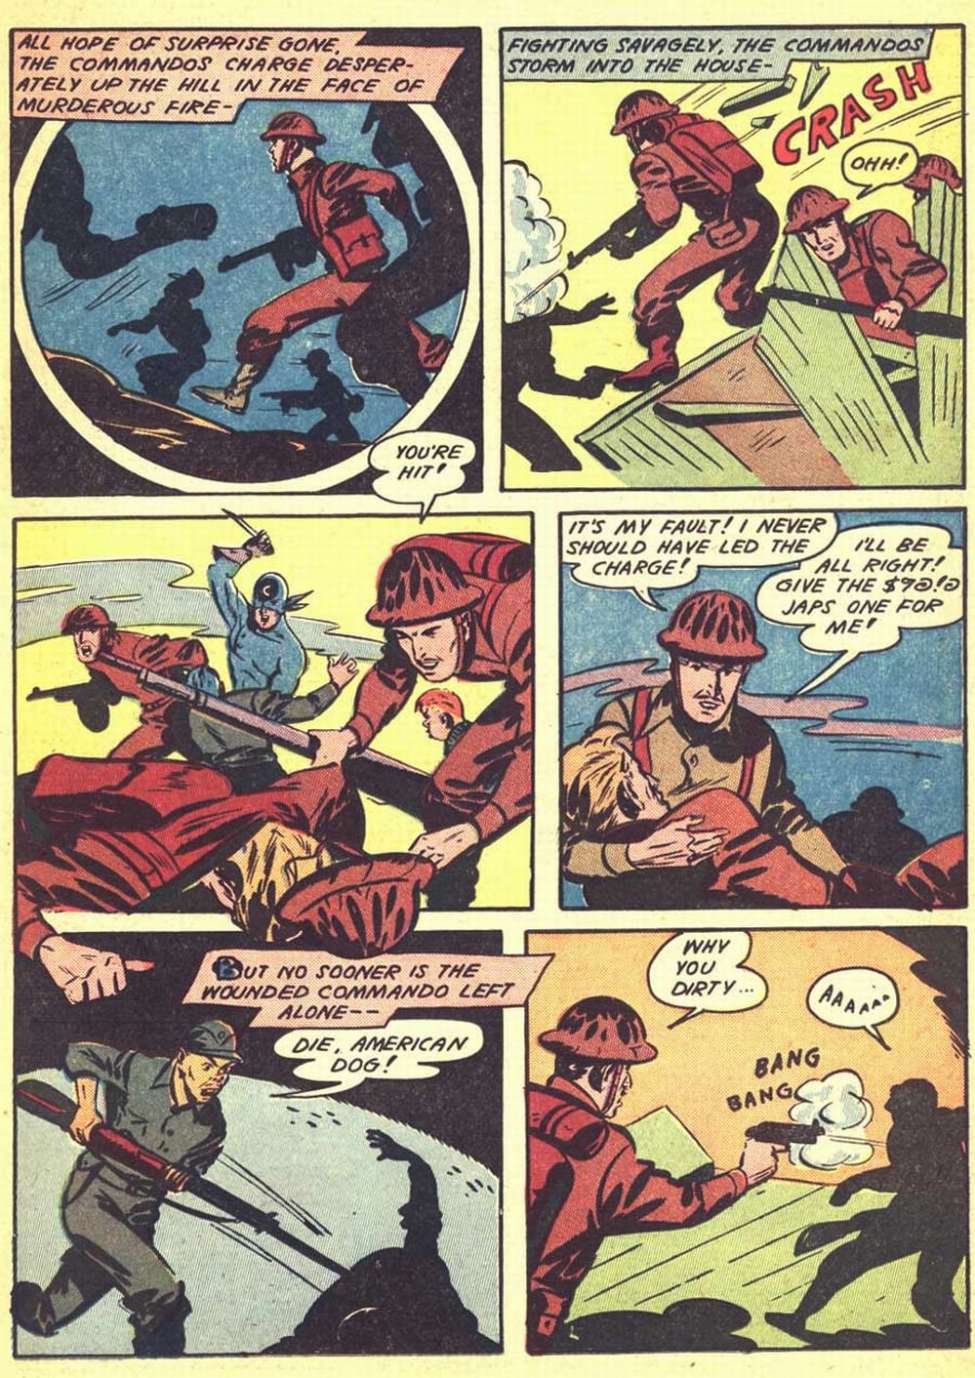 ALL HOPE OF SURPRISE GONE,
THE COMMANDOS CHARGE DESPER-
ATELY UP THE HILL IN THE FACE OF
MURDEROUS FIRE-
FIGHTING SAVAGELY, THE COMMANDOS
STORM INTO THE HOUSE-
CRASH
OHH!
YOU'RE
HIT!
IT'S MY FAULT! I NEVER
SHOULD HAVE LED THE
CHARGE!
I'LL BE
ALL RIGHT!
GIVE THE $?@!@
JAPS ONE FOR
ME!
BUT NO SOONER IS THE
WOUNDED COMMANDO LEFT
ALONE--
DIE, AMERICAN
DOG!
WHY
YOU
DIRTY...
AAAAAA
BANG
BANG